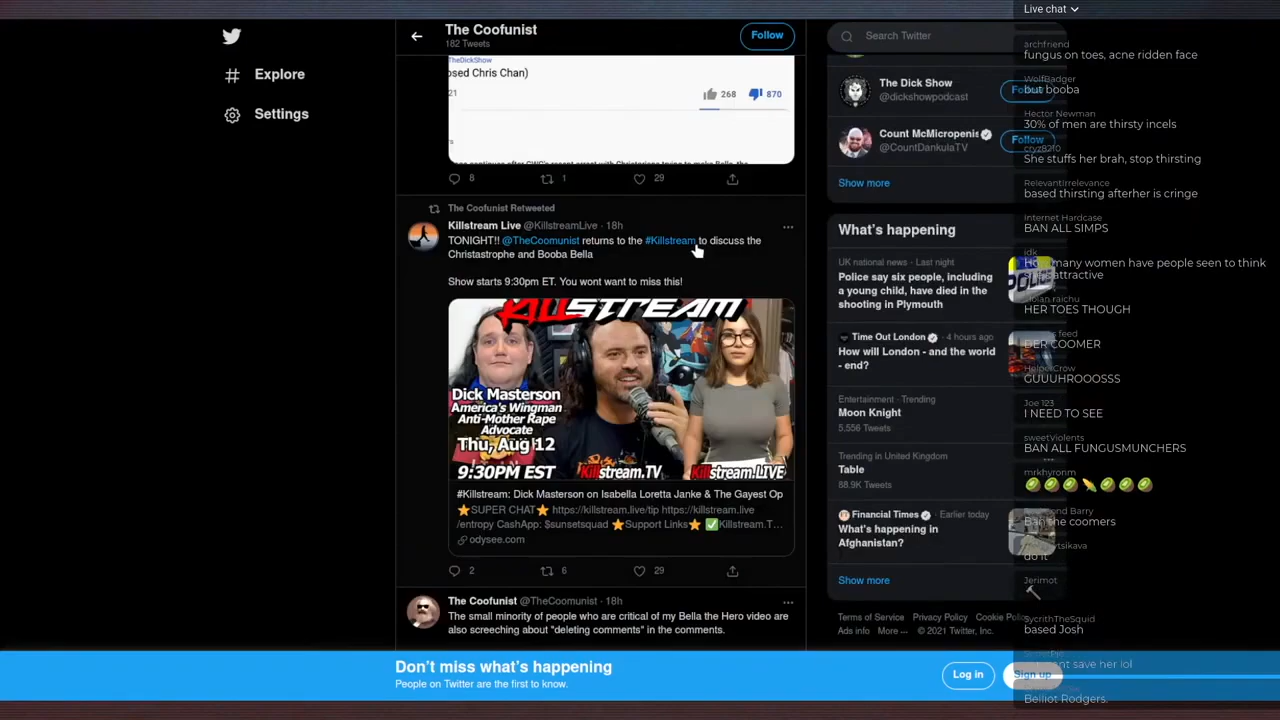 The Coofunist
182 Tweets
Follow
Explore
Settings
TheDickShow
osed Chris Chan)
21
268
870
8
1
29
The Coofunist Retweeted
Killstream Live @KillstreamLive · 18h
TONIGHT!! @TheCoomunist returns to the #Killstream to discuss the
Christastrophe and Booba Bella
Show starts 9:30pm ET. You wont want to miss this!
KILLSTREAM
Dick Masterson
America's Wingman
Anti-Mother Rape
Advocate
Thu, Aug 12
9:30PM EST
Killstream.TV
Killstream.LIVE
#Killstream: Dick Masterson on Isabella Loretta Janke & The Gayest Op
⭐SUPER CHAT⭐ https://killstream.live/tip https://killstream.live
/entropy CashApp: $sunsetsquad ⭐Support Links⭐ ✅Killstream.T…
odysee.com
2
6
29
The Coofunist @TheCoomunist · 18h
The small minority of people who are critical of my Bella the Hero video are
also screeching about "deleting comments" in the comments.
Search Twitter
The Dick Show
@dickshowpodcast
Count McMicropenis
@CountDankulaTV
Follow
Show more
What's happening
UK national news · Last night
Police say six people, including
a young child, have died in the
shooting in Plymouth
Time Out London · 4 hours ago
How will London - and the world
- end?
Entertainment · Trending
Moon Knight
5,556 Tweets
Trending in United Kingdom
Table
88.9K Tweets
Financial Times · Earlier today
What's happening in
Afghanistan?
Show more
Terms of Service Privacy Policy Cookie
Ad info More ··· © 2021 Twitter, Inc.
Don't miss what's happening
People on Twitter are the first to know.
Log in
Sign up
Live chat
archfriend
fungus on toes, acne ridden face
WolfBadger
but booba
Hector Newman
30% of men are thirsty incels
cryz8210
She stuffs her brah, stop thirsting
RelevantIrrelevance
based thirsting afterher is cringe
Internet Hardcase
BAN ALL SIMPS
idk
How many women have people seen to think
attractive
raichu
HER TOES THOUGH
feed
DER COOMER
HelperCrow
GUUUHROOOSSS
Joe 123
I NEED TO SEE
sweetViolents
BAN ALL FUNGUSMUNCHERS
mrkhyronm
🥝🥝🥝🌽🥝🥝🥝
Barry
Ban the coomers
do it
Jerimot
🔨
SycrithTheSquid
based Josh
save her lol
Belliot Rodgers.